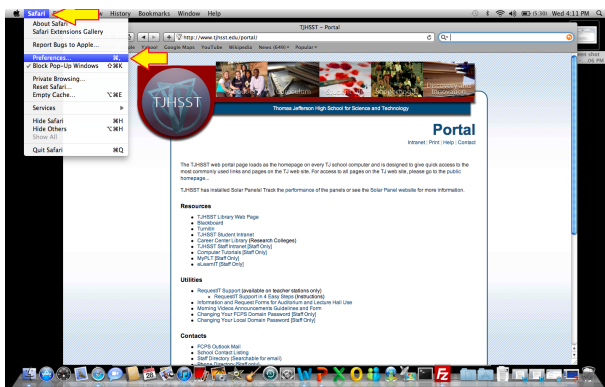 Safari History Bookmarks Window Help (5:39) Wed 4:11 PM
About Safari
Safari Extensions Gallery
Report Bugs to Apple...
Preferences... ⌘,
✓ Block Pop-Up Windows ⇧⌘K
Private Browsing...
Reset Safari...
Empty Cache... ⌥⌘E
Services ▶
Hide Safari ⌘H
Hide Others ⌥⌘H
Show All
Quit Safari ⌘Q
TJHSST – Portal
http://www.tjhsst.edu/portal/
Yahoo! Google Maps YouTube Wikipedia News (640) Popular
TJHSST
Discovery and
Innovation
Thomas Jefferson High School for Science and Technology
Portal
Intranet | Print | Help | Contact
The TJHSST web portal page loads as the homepage on every TJ school computer and is designed to give quick access to the
most commonly used links and pages on the TJ web site. For access to all pages on the TJ web site, please go to the public
homepage...
TJHSST has installed Solar Panels! Track the performance of the panels or see the Solar Panel website for more information.
Resources
TJHSST Library Web Page
Blackboard
Turnitin
TJHSST Student Intranet
Career Center Library (Research Colleges)
TJHSST Staff Intranet [Staff Only]
Computer Tutorials [Staff Only]
MyPLT [Staff Only]
eLearnIT [Staff Only]
Utilities
RequestIT Support (available on teacher stations only)
RequestIT Support in 4 Easy Steps (Instructions)
Information and Request Forms for Auditorium and Lecture Hall Use
Morning Videos Announcements Guidelines and Form
Changing Your FCPS Domain Password [Staff Only]
Changing Your Local Domain Password [Staff Only]
Contacts
FCPS Outlook Mail
School Contact Listing
Staff Directory (Searchable for email)
Phone Directory [Staff only]